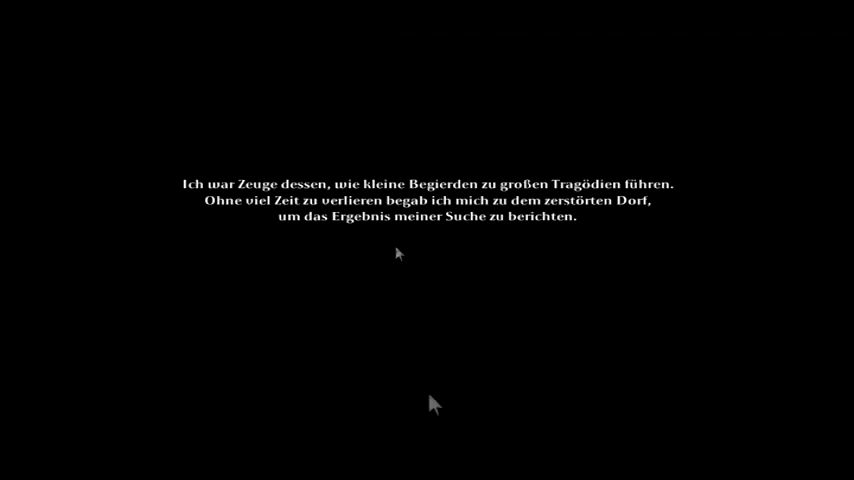 Ich war Zeuge dessen, wie kleine Begierden zu großen Tragödien führen.
Ohne viel Zeit zu verlieren begab ich mich zu dem zerstörten Dorf,
um das Ergebnis meiner Suche zu berichten.